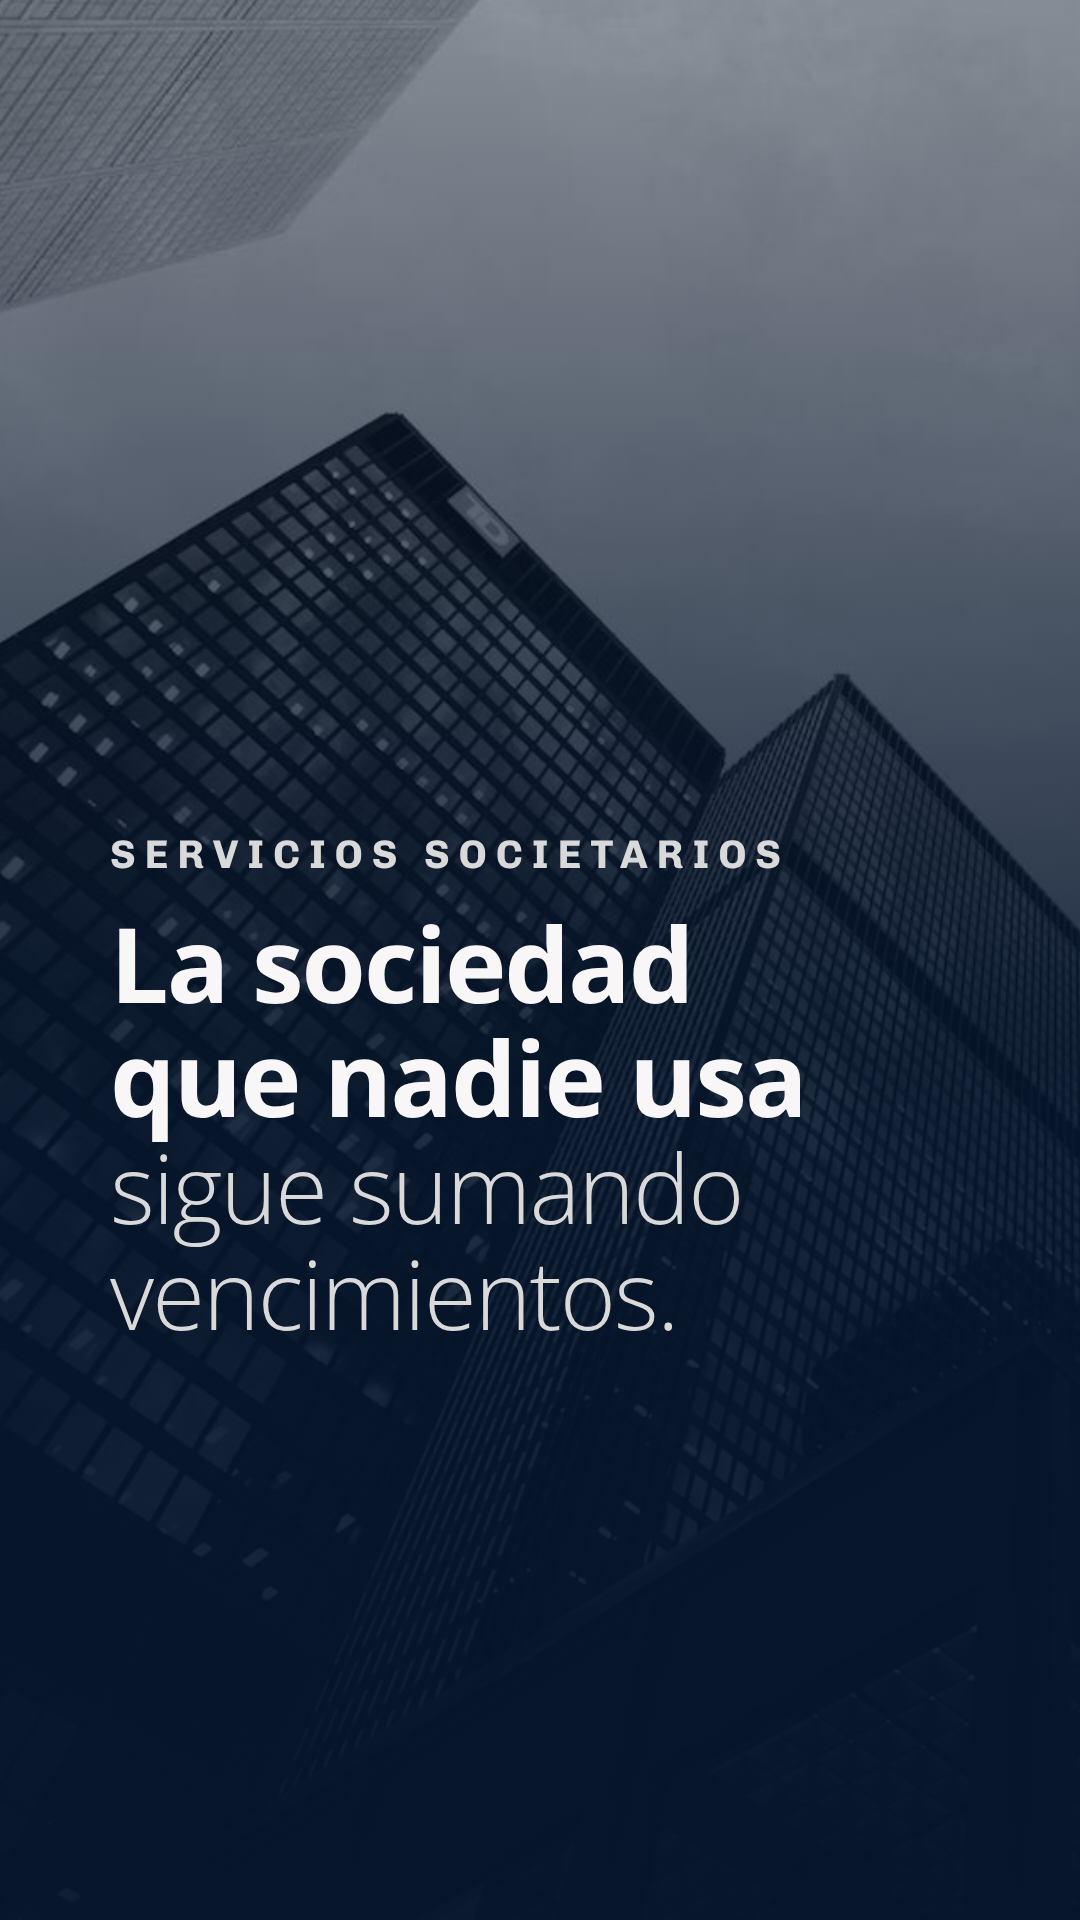 SERVICIOS SOCIETARIOS
La sociedad
que nadie usa
sigue sumando
vencimientos.